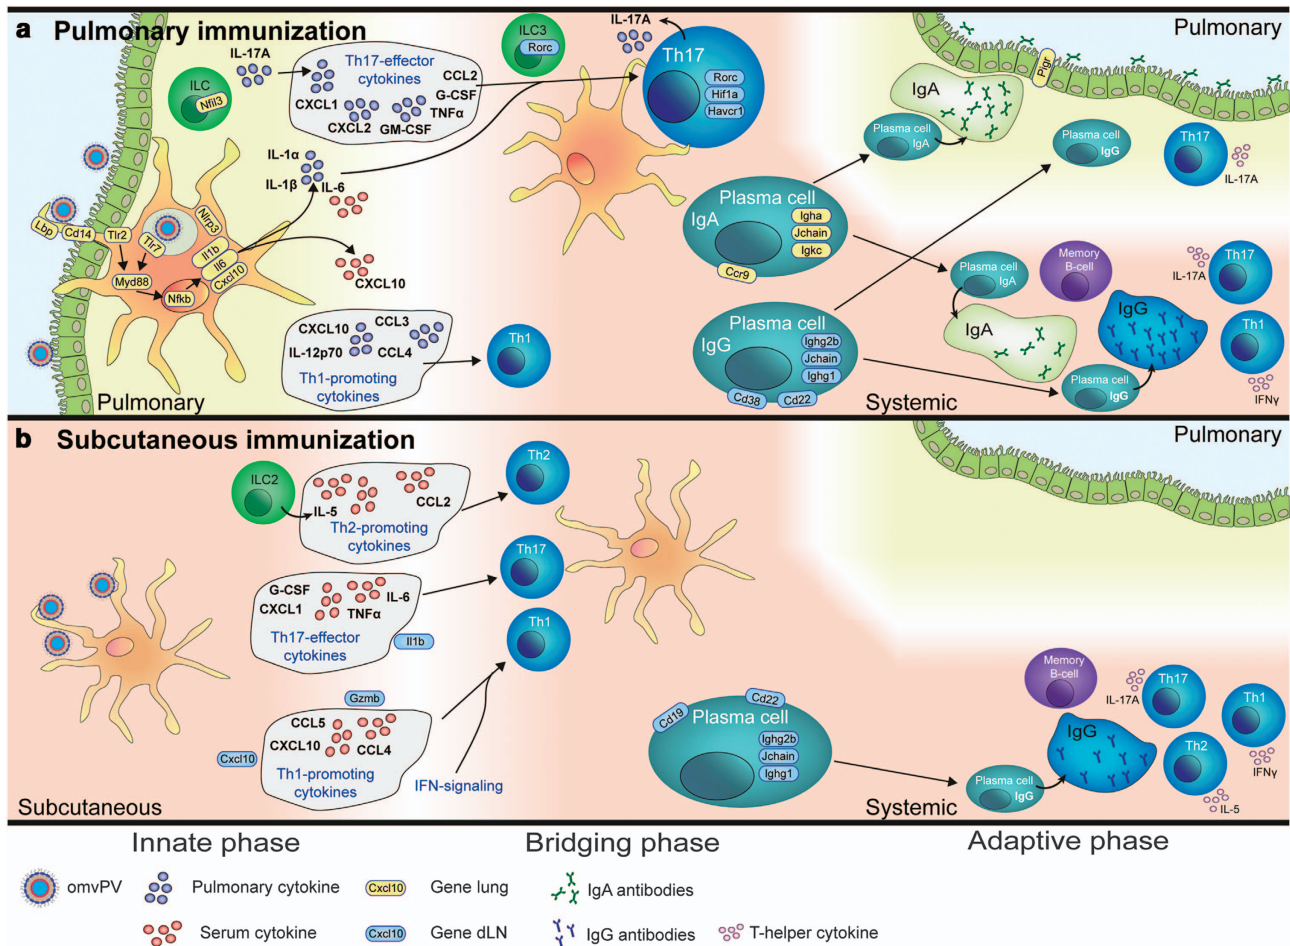 a Pulmonary immunization
IL-17A
ILC
Nfil3
Th17-effector
cytokines
CCL2
G-CSF
TNFα
CXCL1
CXCL2
GM-CSF
ILC3
Rorc
IL-17A
Th17
Rorc
Hif1a
Havcr1
IL-1α
IL-1β
IL-6
Lbp
Cd14
Tlr2
Tlr7
Nlrp3
Il1b
Il6
Cxcl10
Myd88
Nfkb
CXCL10
CXCL10
CCL3
IL-12p70
CCL4
Th1-promoting
cytokines
Th1
Pulmonary
Pulmonary
Pigr
IgA
Plasma cell
IgA
Plasma cell
IgG
Th17
IL-17A
Plasma cell
IgA
Igha
Jchain
Igkc
Ccr9
Plasma cell
IgG
Ighg2b
Jchain
Ighg1
Cd38
Cd22
Plasma cell
IgA
IgA
Memory
B-cell
IgG
Th17
IL-17A
Th1
IFNγ
Plasma cell
IgG
Systemic
b Subcutaneous immunization
ILC2
IL-5
CCL2
Th2-promoting
cytokines
Th2
G-CSF
CXCL1
TNFα
IL-6
Th17-effector
cytokines
Il1b
Th17
Th1
Gzmb
CCL5
CXCL10
CCL4
Cxcl10
Th1-promoting
cytokines
IFN-signaling
Subcutaneous
Pulmonary
Cd19
Cd22
Plasma cell
Ighg2b
Jchain
Ighg1
Plasma cell
IgG
Memory
B-cell
IgG
IL-17A
Th17
Th1
IFNγ
Th2
IL-5
Systemic
Innate phase
Bridging phase
Adaptive phase
omvPV
Pulmonary cytokine
Cxcl10
Gene lung
IgA antibodies
Serum cytokine
Cxcl10
Gene dLN
IgG antibodies
T-helper cytokine